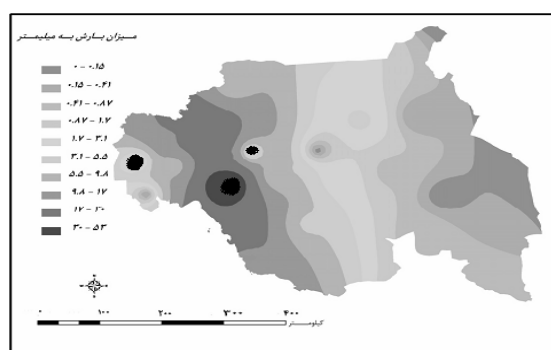 میزان بارش به میلیمتر
۰ - ۰.۱۵
۰.۱۵ - ۰.۴۱
۰.۴۱ - ۰.۸۷
۰.۸۷ - ۱.۷
۱.۷ - ۳.۱
۳.۱ - ۵.۵
۵.۵ - ۹.۸
۹.۸ - ۱۷
۱۷ - ۳۰
۳۰ - ۵۳
۰ ۱۰۰ ۲۰۰ ۳۰۰ ۴۰۰
کیلومتر